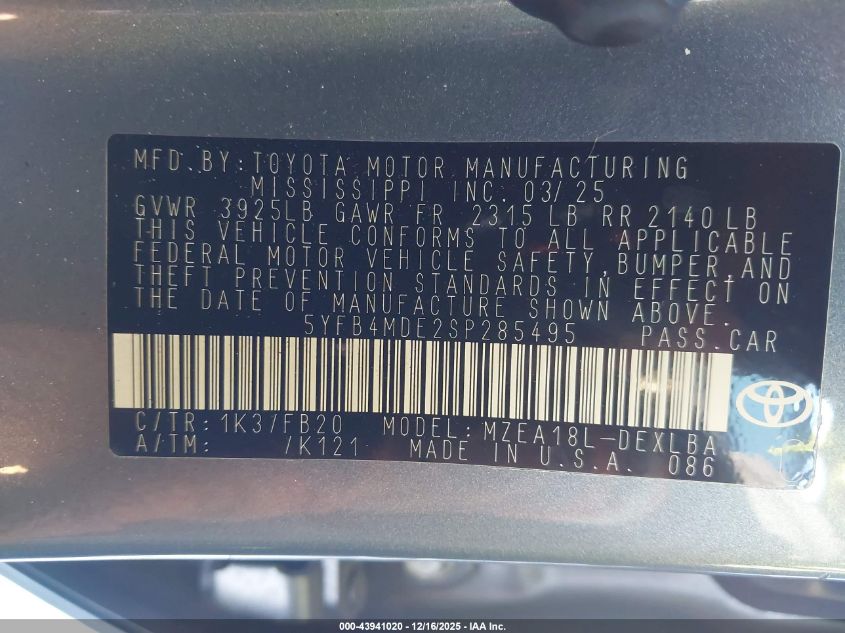 MFD.BY:TOYOTA MOTOR MANUFACTURING
MISSISSIPPI INC. 03/25
GVWR 3925LB GAWR FR 2315 LB RR 2140 LB
THIS VEHICLE CONFORMS TO ALL APPLICABLE
FEDERAL MOTOR VEHICLE SAFETY,BUMPER,AND
THEFT PREVENTION STANDARDS IN EFFECT ON
THE DATE OF MANUFACTURE SHOWN ABOVE.
5YFB4MDE2SP285495 PASS.CAR
C/TR: 1K3/FB20 MODEL: MZEA18L-DEXLBA
A/TM: /K121 MADE IN U.S.A. 086
000-43941020 - 12/16/2025 - IAA Inc.